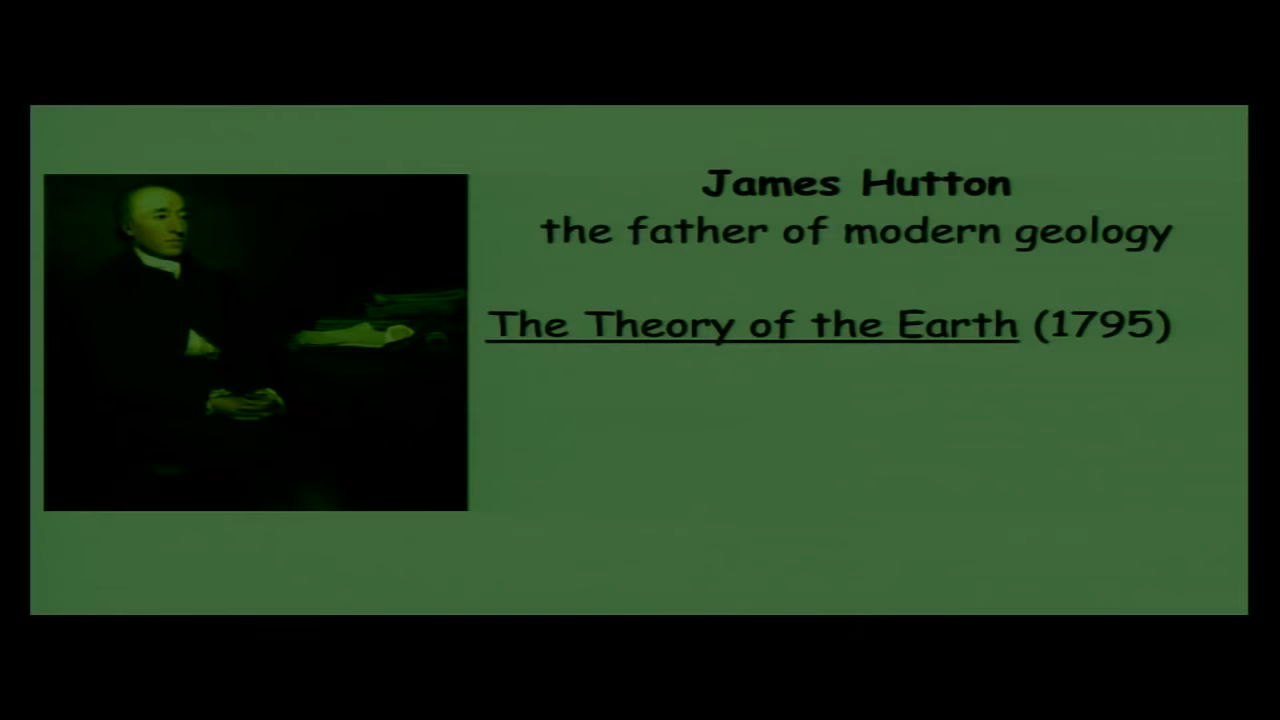 James Hutton
the father of modern geology
The Theory of the Earth (1795)